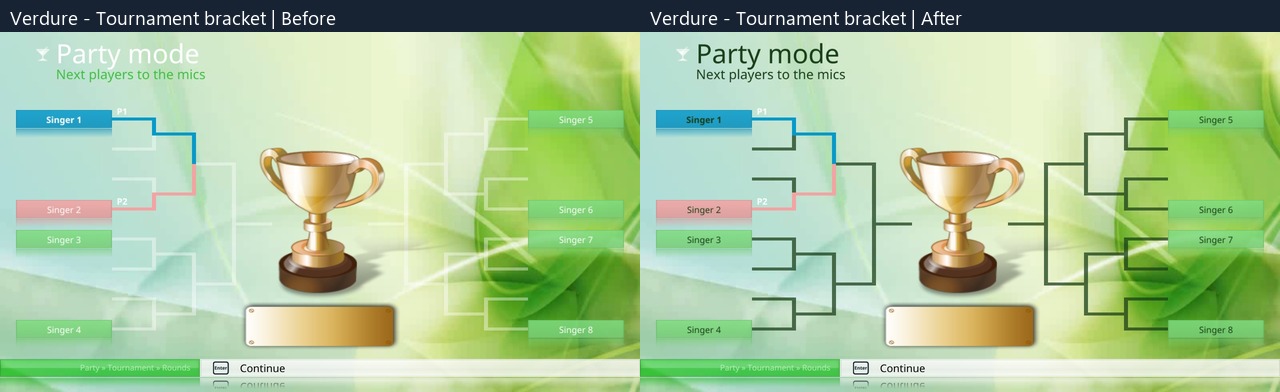 Verdure - Tournament bracket | Before
Party mode
Next players to the mics
P1
Singer 1
Singer 5
P2
Singer 2
Singer 6
Singer 3
Singer 7
Singer 4
Singer 8
Party » Tournament » Rounds
Enter
Continue
Continue
Verdure - Tournament bracket | After
Party mode
Next players to the mics
P1
Singer 1
Singer 5
P2
Singer 2
Singer 6
Singer 3
Singer 7
Singer 4
Singer 8
Party » Tournament » Rounds
Enter
Continue
Continue